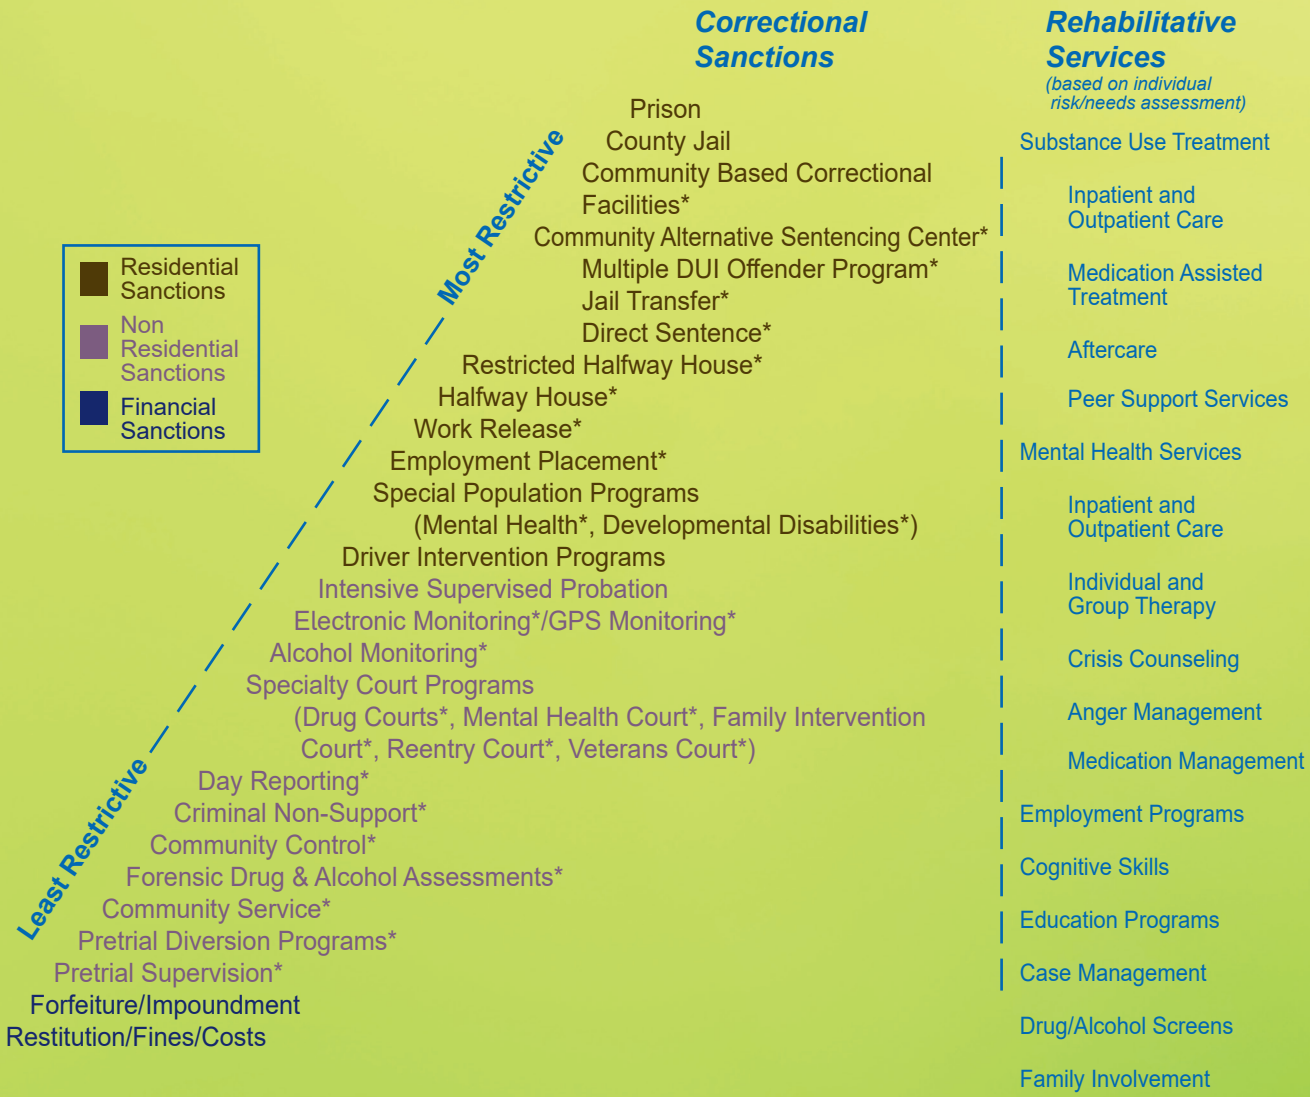 Correctional
Sanctions
Rehabilitative
Services
(based on individual
risk/needs assessment)
Most Restrictive
Least Restrictive
Residential
Sanctions
Non
Residential
Sanctions
Financial
Sanctions
Prison
County Jail
Community Based Correctional
Facilities*
Community Alternative Sentencing Center*
Multiple DUI Offender Program*
Jail Transfer*
Direct Sentence*
Restricted Halfway House*
Halfway House*
Work Release*
Employment Placement*
Special Population Programs
(Mental Health*, Developmental Disabilities*)
Driver Intervention Programs
Intensive Supervised Probation
Electronic Monitoring*/GPS Monitoring*
Alcohol Monitoring*
Specialty Court Programs
(Drug Courts*, Mental Health Court*, Family Intervention
Court*, Reentry Court*, Veterans Court*)
Day Reporting*
Criminal Non-Support*
Community Control*
Forensic Drug & Alcohol Assessments*
Community Service*
Pretrial Diversion Programs*
Pretrial Supervision*
Forfeiture/Impoundment
Restitution/Fines/Costs
Substance Use Treatment
Inpatient and
Outpatient Care
Medication Assisted
Treatment
Aftercare
Peer Support Services
Mental Health Services
Inpatient and
Outpatient Care
Individual and
Group Therapy
Crisis Counseling
Anger Management
Medication Management
Employment Programs
Cognitive Skills
Education Programs
Case Management
Drug/Alcohol Screens
Family Involvement